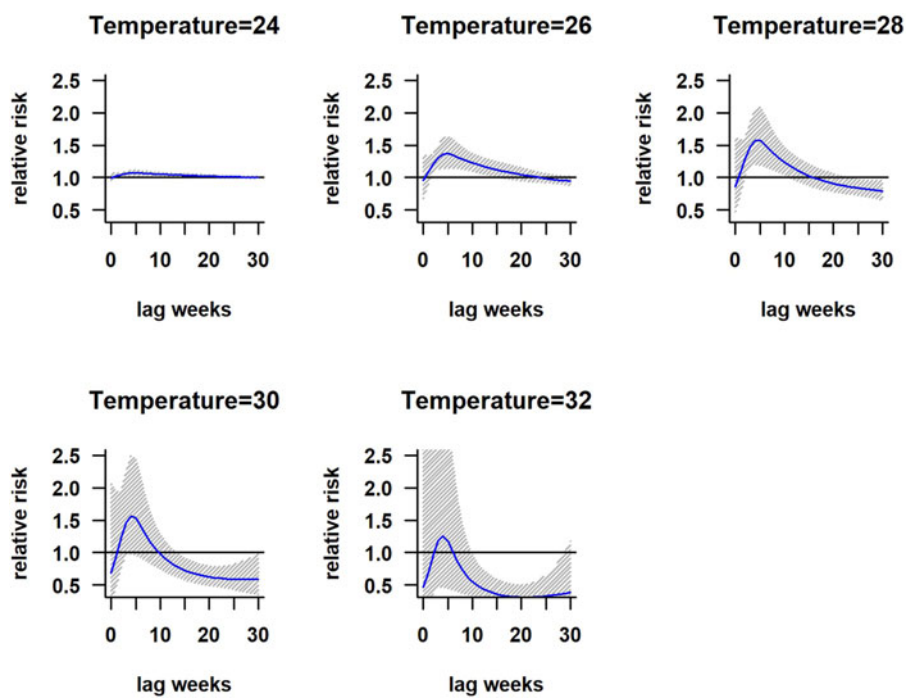 Temperature=24
relative risk
2.5
2.0
1.5
1.0
0.5
0 10 20 30
lag weeks
Temperature=26
relative risk
2.5
2.0
1.5
1.0
0.5
0 10 20 30
lag weeks
Temperature=28
relative risk
2.5
2.0
1.5
1.0
0.5
0 10 20 30
lag weeks
Temperature=30
relative risk
2.5
2.0
1.5
1.0
0.5
0 10 20 30
lag weeks
Temperature=32
relative risk
2.5
2.0
1.5
1.0
0.5
0 10 20 30
lag weeks